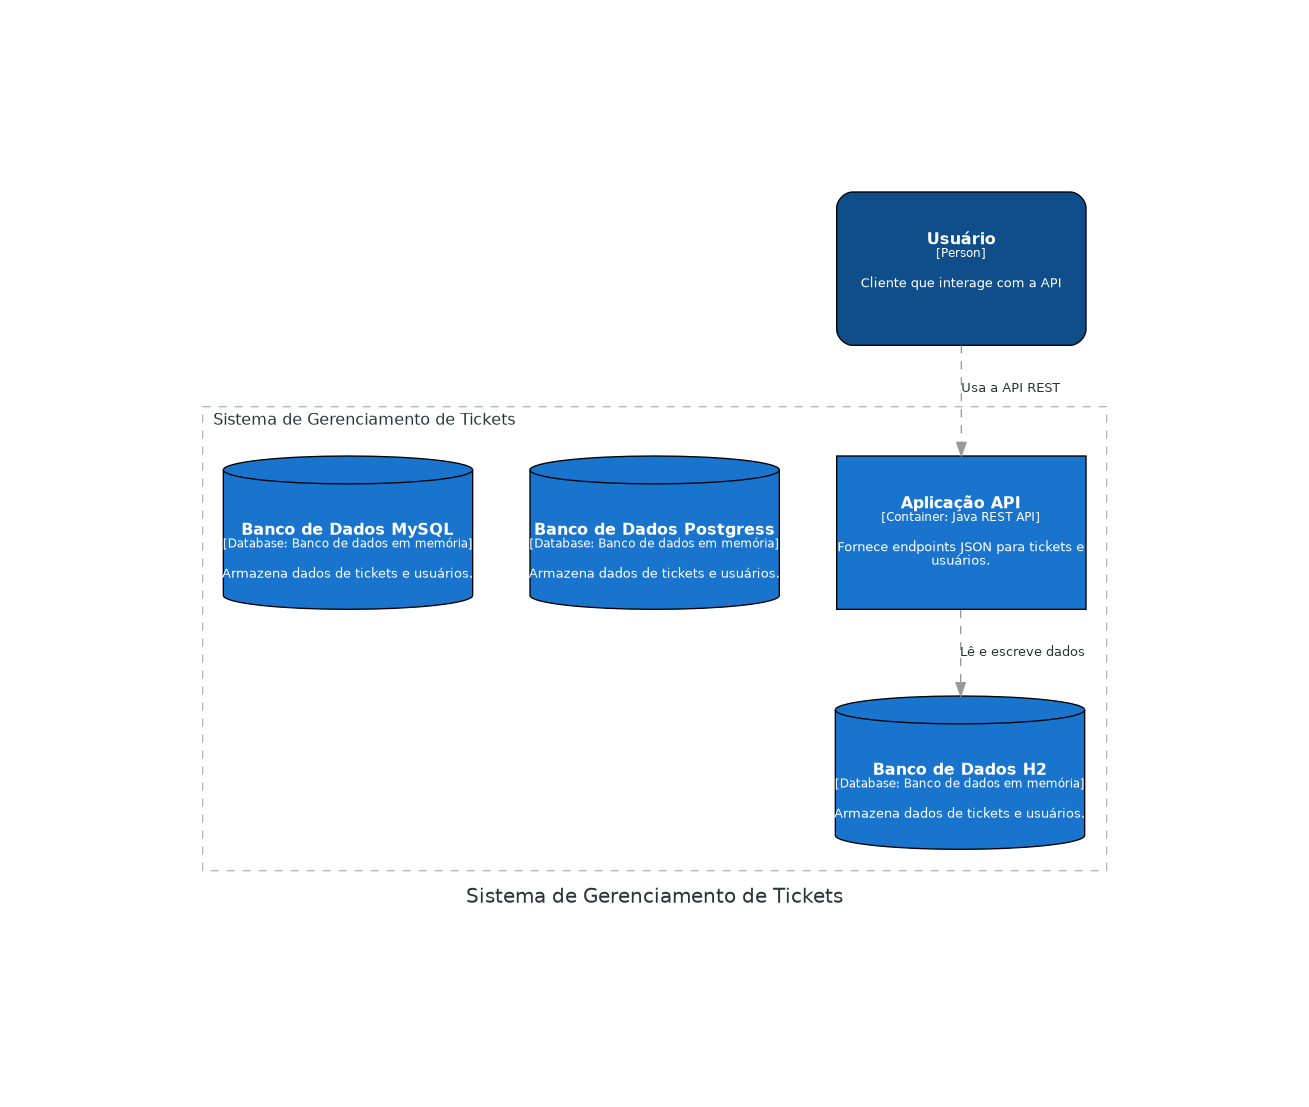 Usuário
[Person]
Cliente que interage com a API
Usa a API REST
Sistema de Gerenciamento de Tickets
Banco de Dados MySQL
[Database: Banco de dados em memória]
Armazena dados de tickets e usuários.
Banco de Dados Postgress
[Database: Banco de dados em memória]
Armazena dados de tickets e usuários.
Aplicação API
[Container: Java REST API]
Fornece endpoints JSON para tickets e
usuários.
Lê e escreve dados
Banco de Dados H2
[Database: Banco de dados em memória]
Armazena dados de tickets e usuários.
Sistema de Gerenciamento de Tickets